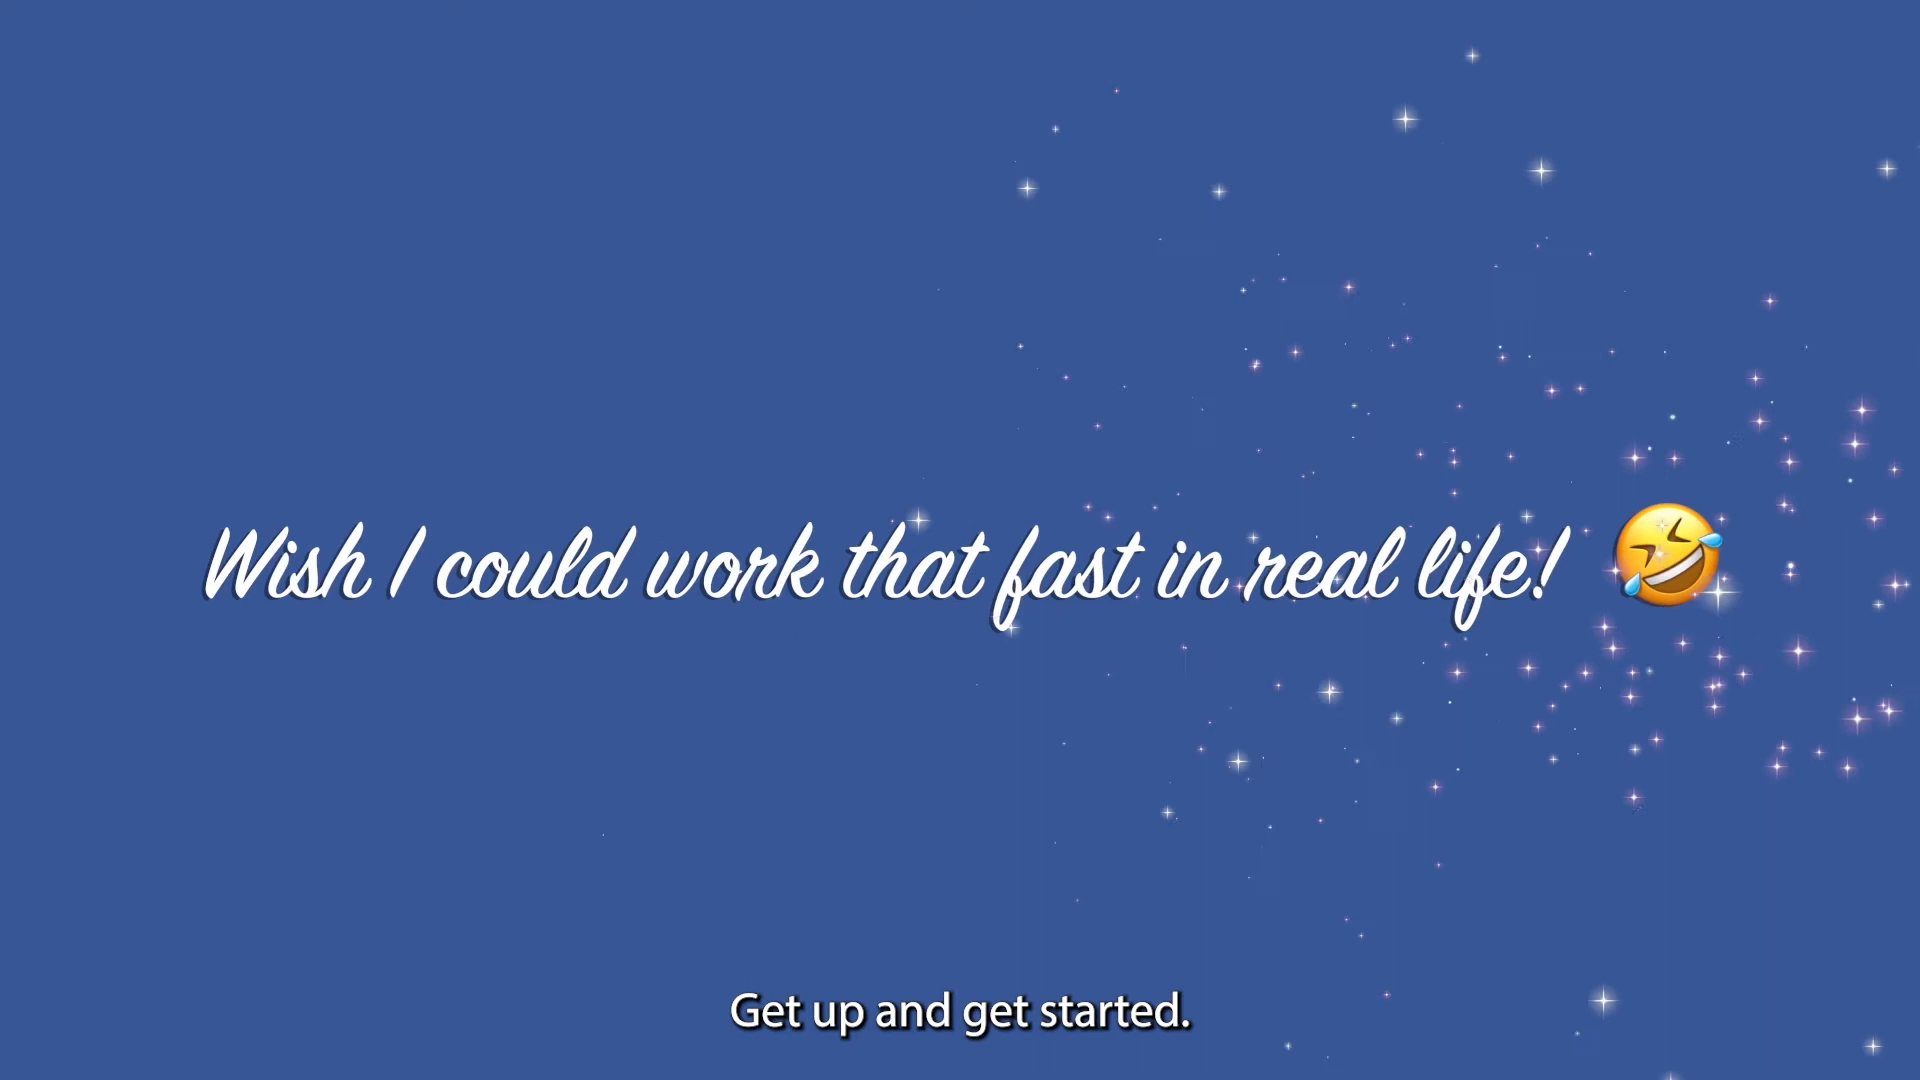 Wish I could work that fast in real life! 🤣
Get up and get started.